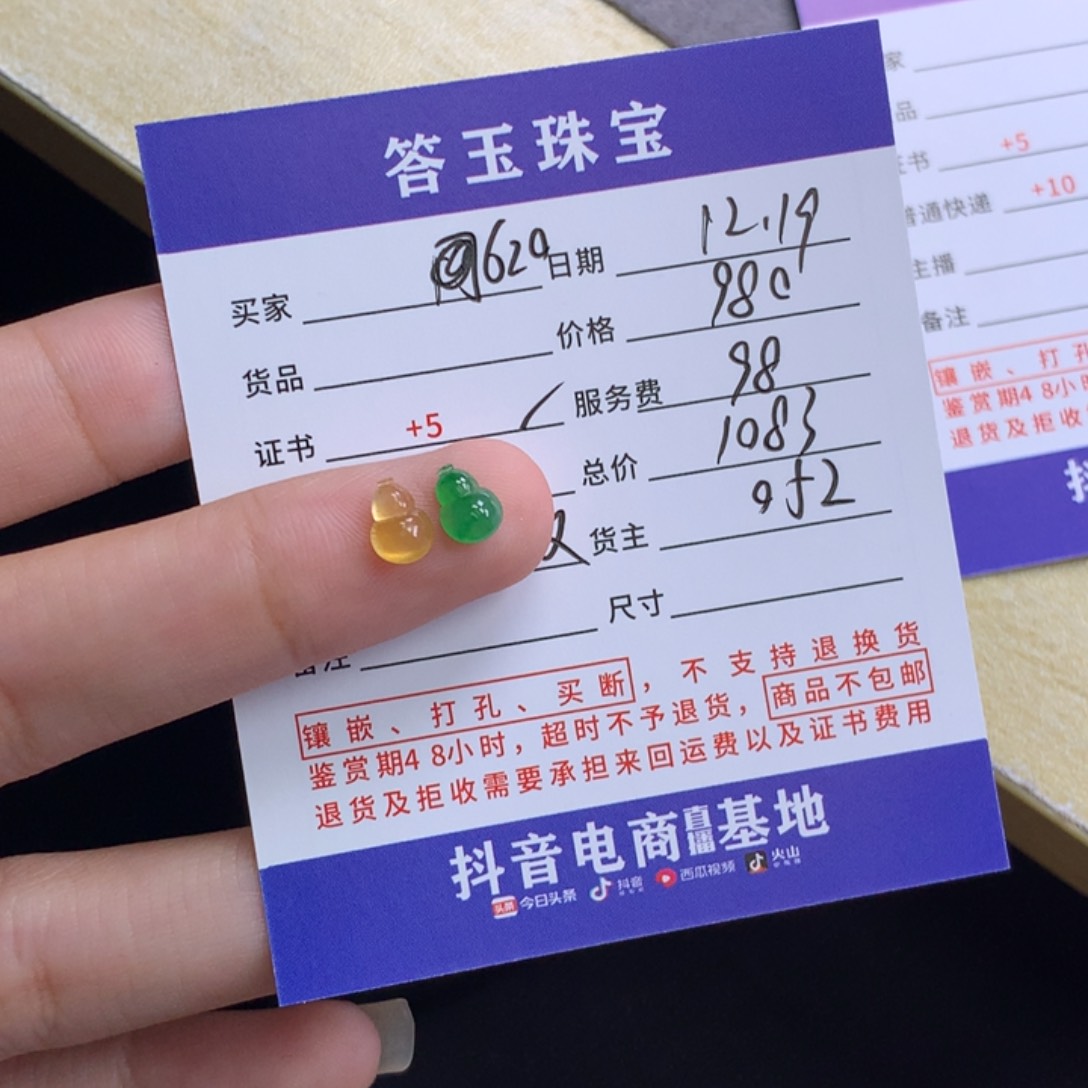 答玉珠宝
买家 620 日期 12.19
货品 价格 980
证书 +5 ✓ 服务费 98
总价 1083
货主
尺寸
镶嵌、打孔、买断，不支持退换货
鉴赏期48小时，超时不予退货，商品不包邮
退货及拒收需要承担来回运费以及证书费用
抖音电商直播基地
头条 今日头条 抖音 西瓜视频 火山
家
品
证书 +5
普通快递 +10
主播
备注
镶嵌、打孔
鉴赏期48小
退货及拒收